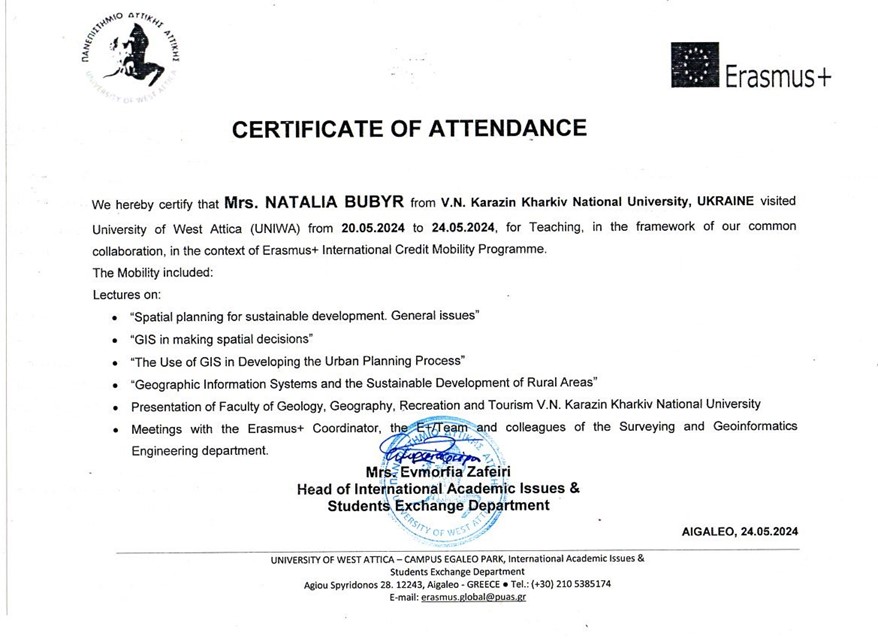 ΠΑΝΕΠΙΣΤΗΜΙΟ ΔΥΤΙΚΗΣ ΑΤΤΙΚΗΣ
UNIVERSITY OF WEST ATTICA
Erasmus+
CERTIFICATE OF ATTENDANCE
We hereby certify that Mrs. NATALIA BUBYR from V.N. Karazin Kharkiv National University, UKRAINE visited
University of West Attica (UNIWA) from 20.05.2024 to 24.05.2024, for Teaching, in the framework of our common
collaboration, in the context of Erasmus+ International Credit Mobility Programme.
The Mobility included:
Lectures on:
• “Spatial planning for sustainable development. General issues”
• “GIS in making spatial decisions”
• “The Use of GIS in Developing the Urban Planning Process”
• “Geographic Information Systems and the Sustainable Development of Rural Areas”
• Presentation of Faculty of Geology, Geography, Recreation and Tourism V.N. Karazin Kharkiv National University
• Meetings with the Erasmus+ Coordinator, the E+/Team and colleagues of the Surveying and Geoinformatics
Engineering department.
Mrs. Evmorfia Zafeiri
Head of International Academic Issues &
Students Exchange Department
UNIVERSITY OF WEST
AIGALEO, 24.05.2024
UNIVERSITY OF WEST ATTICA – CAMPUS EGALEO PARK, International Academic Issues &
Students Exchange Department
Agiou Spyridonos 28. 12243, Aigaleo - GREECE ● Tel.: (+30) 210 5385174
E-mail: erasmus.global@puas.gr